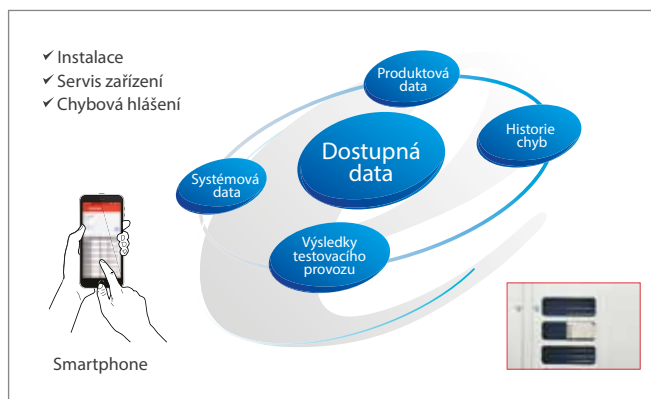 ✓ Instalace
✓ Servis zařízení
✓ Chybová hlášení
Produktová
data
Historie
chyb
Dostupná
data
Systémová
data
Výsledky
testovacího
provozu
Smartphone